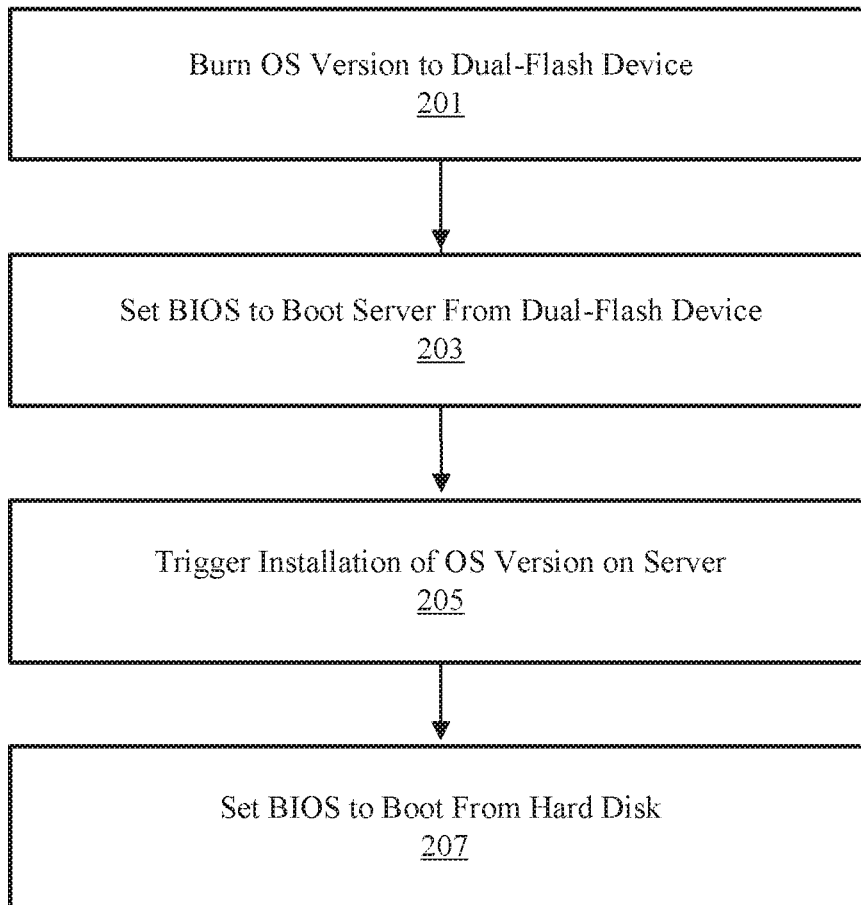 Burn OS Version to Dual-Flash Device
201
Set BIOS to Boot Server From Dual-Flash Device
203
Trigger Installation of OS Version on Server
205
Set BIOS to Boot From Hard Disk
207